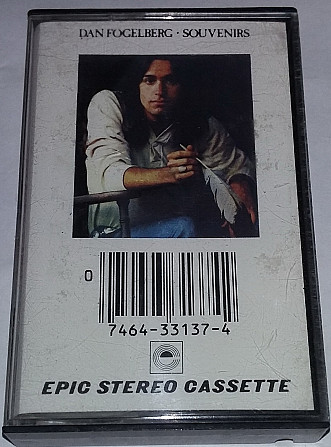 DAN FOGELBERG · SOUVENIRS
0
7464-33137-4
EPIC STEREO CASSETTE